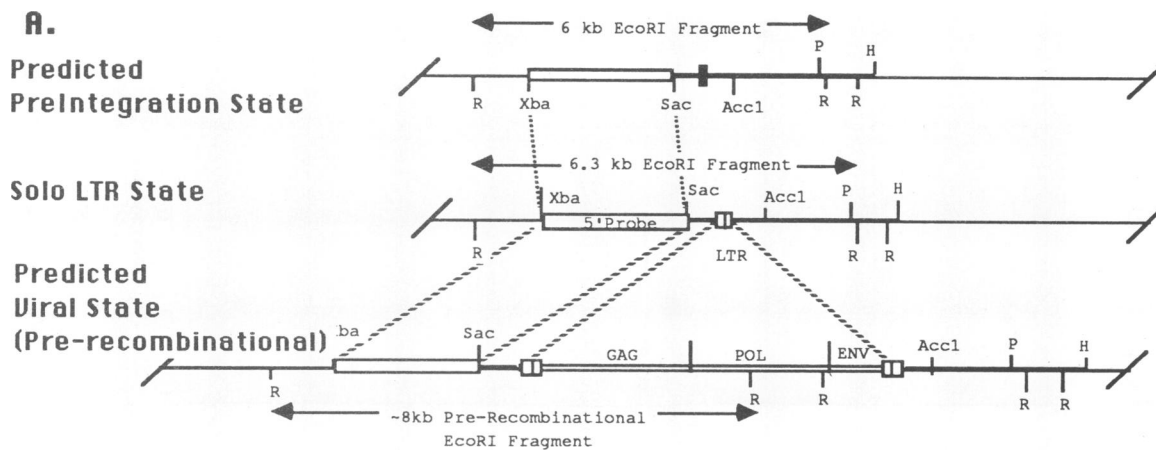 A.
6 kb EcoRI Fragment
Predicted
PreIntegration State
P H
R Xba Sac Acc1 R R
6.3 kb EcoRI Fragment
Solo LTR State
Xba Sac Acc1 P H
5'Probe
R LTR R R
Predicted
Viral State
(Pre-recombinational)
ba Sac Acc1 P H
GAG POL ENV
R R R R R
~8kb Pre-Recombinational
EcoRI Fragment